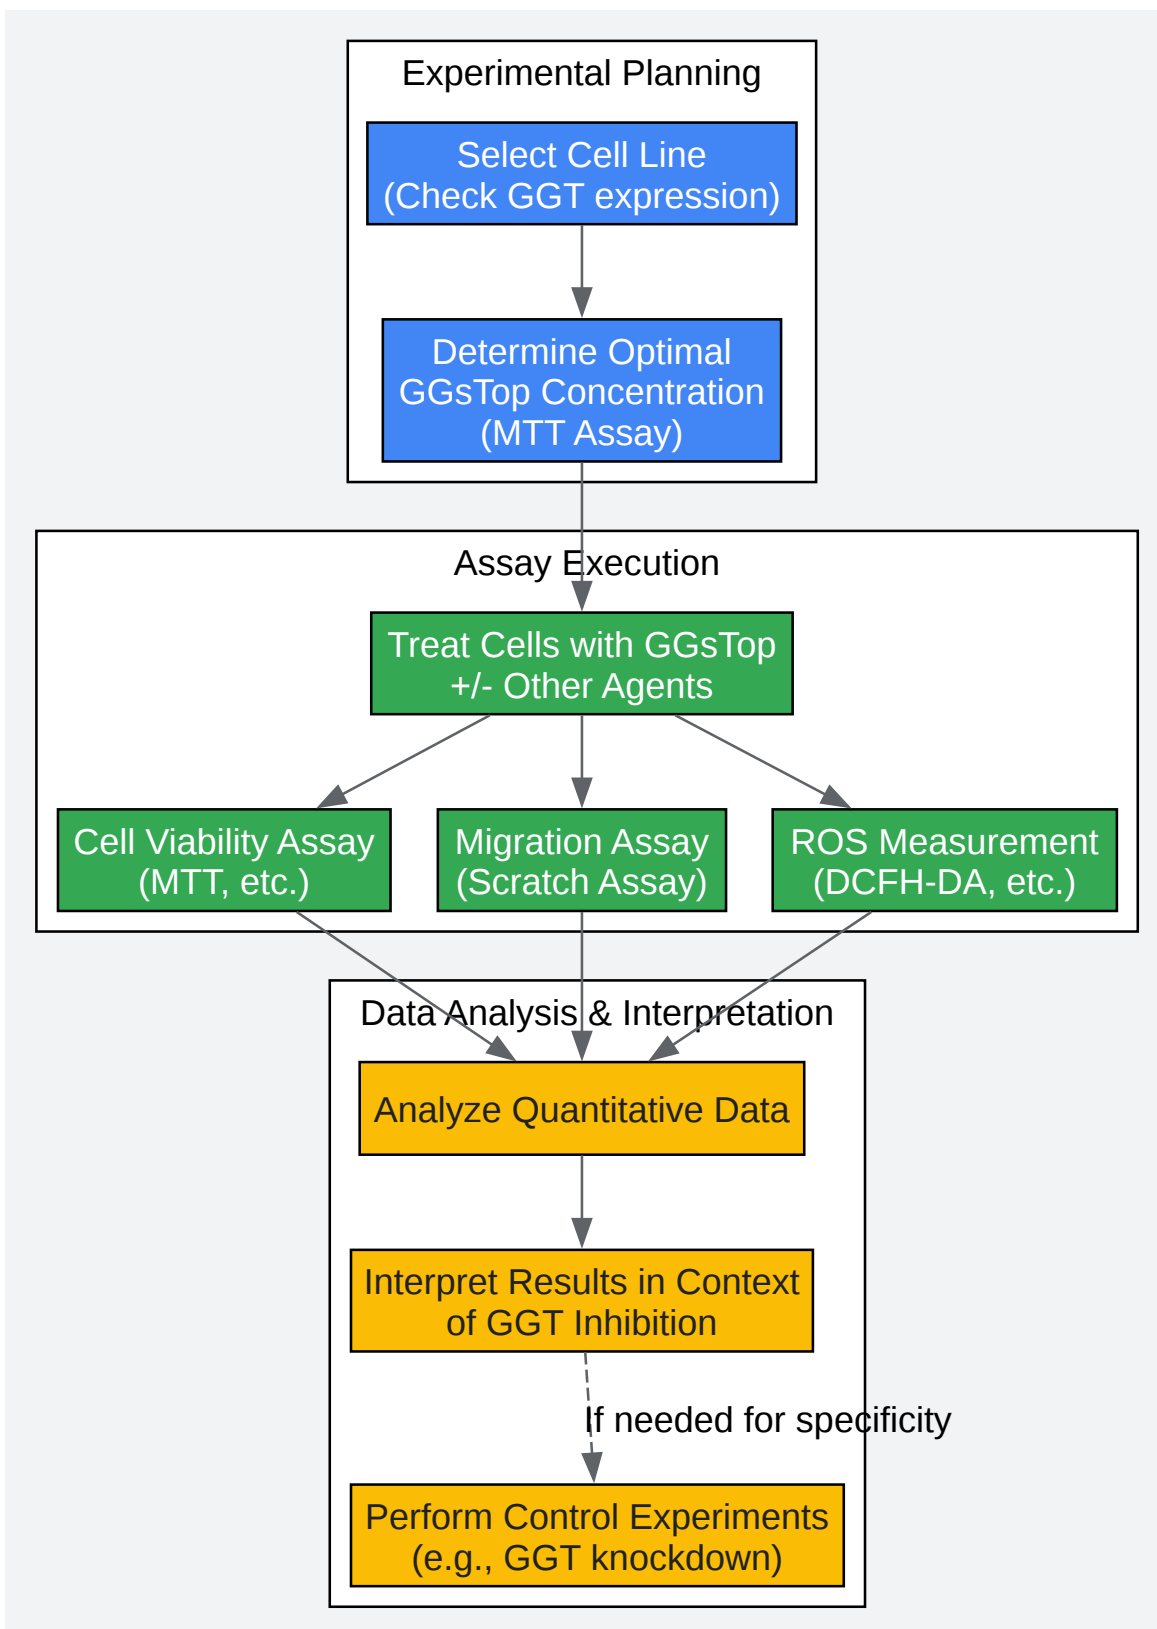 Experimental Planning
Select Cell Line
(Check GGT expression)
Determine Optimal
GGsTop Concentration
(MTT Assay)
Assay Execution
Treat Cells with GGsTop
+/- Other Agents
Cell Viability Assay
(MTT, etc.)
Migration Assay
(Scratch Assay)
ROS Measurement
(DCFH-DA, etc.)
Data Analysis & Interpretation
Analyze Quantitative Data
Interpret Results in Context
of GGT Inhibition
If needed for specificity
Perform Control Experiments
(e.g., GGT knockdown)